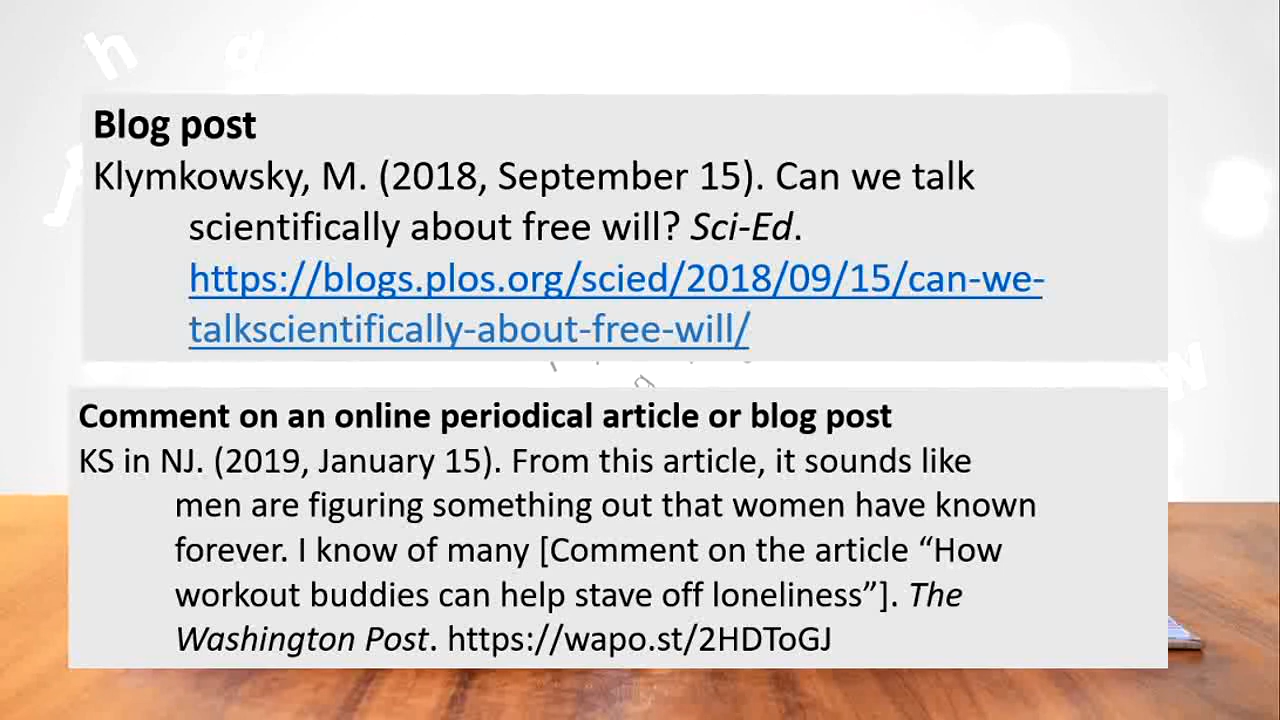 Blog post
Klymkowsky, M. (2018, September 15). Can we talk
scientifically about free will? Sci-Ed.
https://blogs.plos.org/scied/2018/09/15/can-we-
talkscientifically-about-free-will/
Comment on an online periodical article or blog post
KS in NJ. (2019, January 15). From this article, it sounds like
men are figuring something out that women have known
forever. I know of many [Comment on the article “How
workout buddies can help stave off loneliness”]. The
Washington Post. https://wapo.st/2HDToGJ